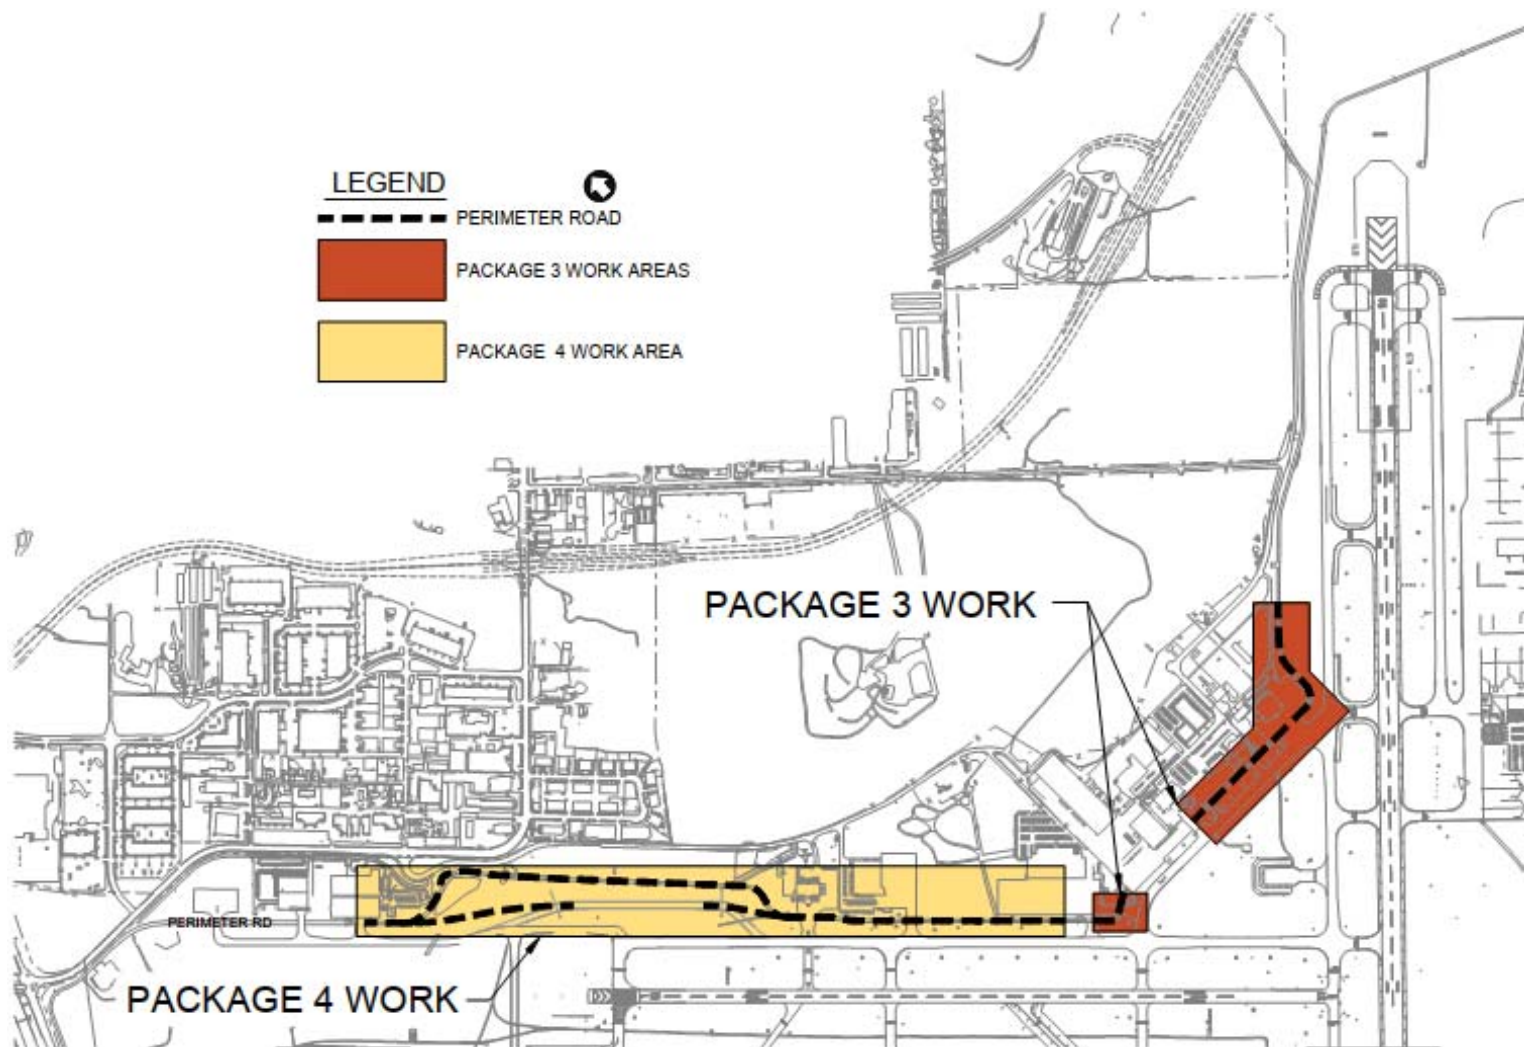 LEGEND
PERIMETER ROAD
PACKAGE 3 WORK AREAS
PACKAGE 4 WORK AREA
PACKAGE 3 WORK
PERIMETER RD
PACKAGE 4 WORK